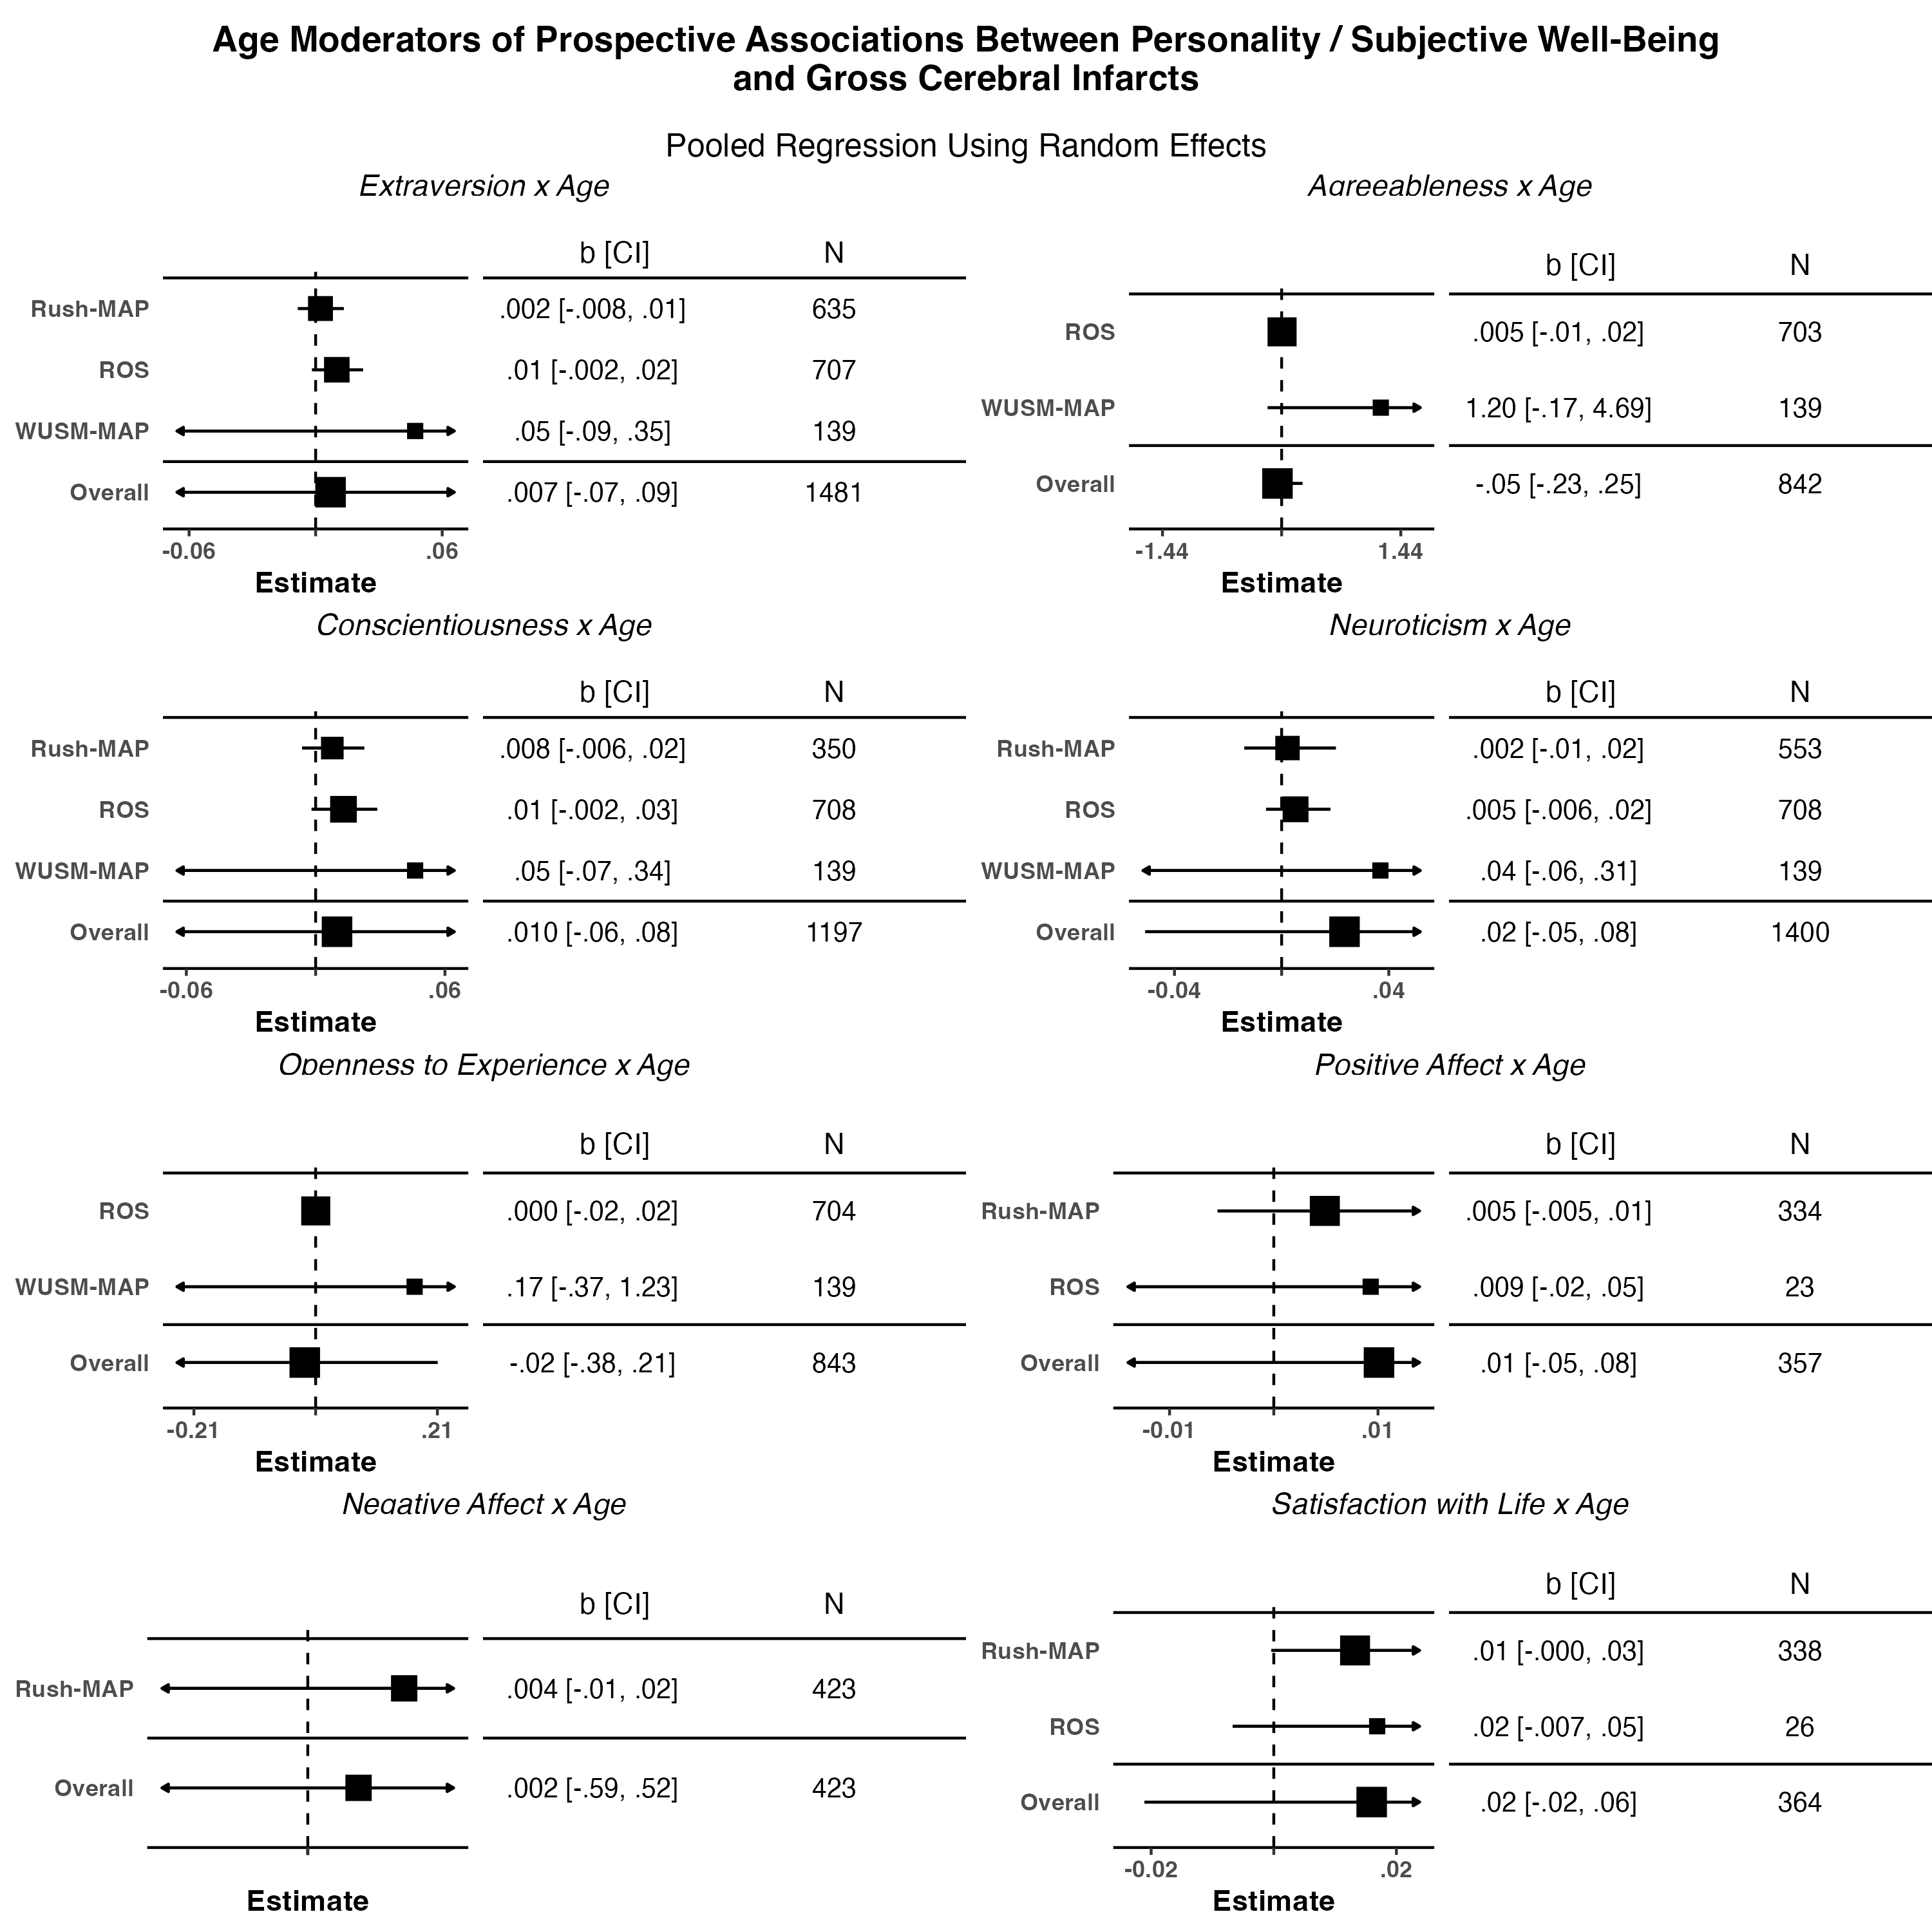 Age Moderators of Prospective Associations Between Personality / Subjective Well-Being
and Gross Cerebral Infarcts
Pooled Regression Using Random Effects
Extraversion x Age
b [CI] N
Rush-MAP .002 [-.008, .01] 635
ROS .01 [-.002, .02] 707
WUSM-MAP .05 [-.09, .35] 139
Overall .007 [-.07, .09] 1481
-0.06 .06
Estimate
Agreeableness x Age
b [CI] N
ROS .005 [-.01, .02] 703
WUSM-MAP 1.20 [-.17, 4.69] 139
Overall -.05 [-.23, .25] 842
-1.44 1.44
Estimate
Conscientiousness x Age
b [CI] N
Rush-MAP .008 [-.006, .02] 350
ROS .01 [-.002, .03] 708
WUSM-MAP .05 [-.07, .34] 139
Overall .010 [-.06, .08] 1197
-0.06 .06
Estimate
Neuroticism x Age
b [CI] N
Rush-MAP .002 [-.01, .02] 553
ROS .005 [-.006, .02] 708
WUSM-MAP .04 [-.06, .31] 139
Overall .02 [-.05, .08] 1400
-0.04 .04
Estimate
Openness to Experience x Age
b [CI] N
ROS .000 [-.02, .02] 704
WUSM-MAP .17 [-.37, 1.23] 139
Overall -.02 [-.38, .21] 843
-0.21 .21
Estimate
Positive Affect x Age
b [CI] N
Rush-MAP .005 [-.005, .01] 334
ROS .009 [-.02, .05] 23
Overall .01 [-.05, .08] 357
-0.01 .01
Estimate
Negative Affect x Age
b [CI] N
Rush-MAP .004 [-.01, .02] 423
Overall .002 [-.59, .52] 423
Estimate
Satisfaction with Life x Age
b [CI] N
Rush-MAP .01 [-.000, .03] 338
ROS .02 [-.007, .05] 26
Overall .02 [-.02, .06] 364
-0.02 .02
Estimate